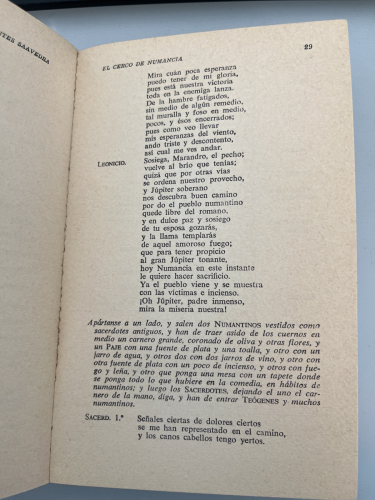 NTES SAAVEDRA
EL CERCO DE NUMANCIA 29
Mira cuán poca esperanza
puedo tener de mi gloria,
pues está nuestra victoria
toda en la enemiga lanza.
De la hambre fatigados,
sin medio de algún remedio,
tal muralla y foso en medio,
pocos, y ésos encerrados;
pues como veo llevar
mis esperanzas del viento,
ando triste y descontento,
así cual me ves andar.
LEONICIO. Sosiega, Marandro, el pecho;
vuelve al brío que tenías;
quizá que por otras vías
se ordena nuestro provecho,
y Júpiter soberano
nos descubra buen camino
por do el pueblo numantino
quede libre del romano,
y en dulce paz y sosiego
de tu esposa gozarás,
y la llama templarás
de aquel amoroso fuego;
que para tener propicio
al gran Júpiter tonante,
hoy Numancia en este instante
le quiere hacer sacrificio.
Ya el pueblo viene y se muestra
con las víctimas e incienso.
¡Oh Júpiter, padre inmenso,
mira la miseria nuestra!
Apártanse a un lado, y salen dos NUMANTINOS vestidos como
sacerdotes antiguos, y han de traer asido de los cuernos en
medio un carnero grande, coronado de oliva y otras flores, y
un PAJE con una fuente de plata y una toalla, y otro con un
jarro de agua, y otros dos con dos jarros de vino, y otro con
otra fuente de plata con un poco de incienso, y otros con fue-
go y leña, y otro que ponga una mesa con un tapete donde
se ponga todo lo que hubiere en la comedia, en hábitos de
numantinos; y luego los SACERDOTES, dejando el uno el car-
nero de la mano, diga, y han de entrar TEÓGENES y muchos
numantinos.
SACERD. 1.º Señales ciertas de dolores ciertos
se me han representado en el camino,
y los canos cabellos tengo yertos.